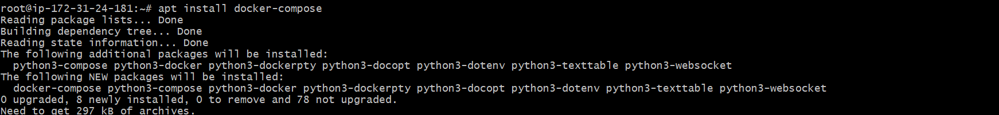 root@ip-172-31-24-181:~# apt install docker-compose
Reading package lists... Done
Building dependency tree... Done
Reading state information... Done
The following additional packages will be installed:
  python3-compose python3-docker python3-dockerpty python3-docopt python3-dotenv python3-texttable python3-websocket
The following NEW packages will be installed:
  docker-compose python3-compose python3-docker python3-dockerpty python3-docopt python3-dotenv python3-texttable python3-websocket
0 upgraded, 8 newly installed, 0 to remove and 78 not upgraded.
Need to get 297 kB of archives.